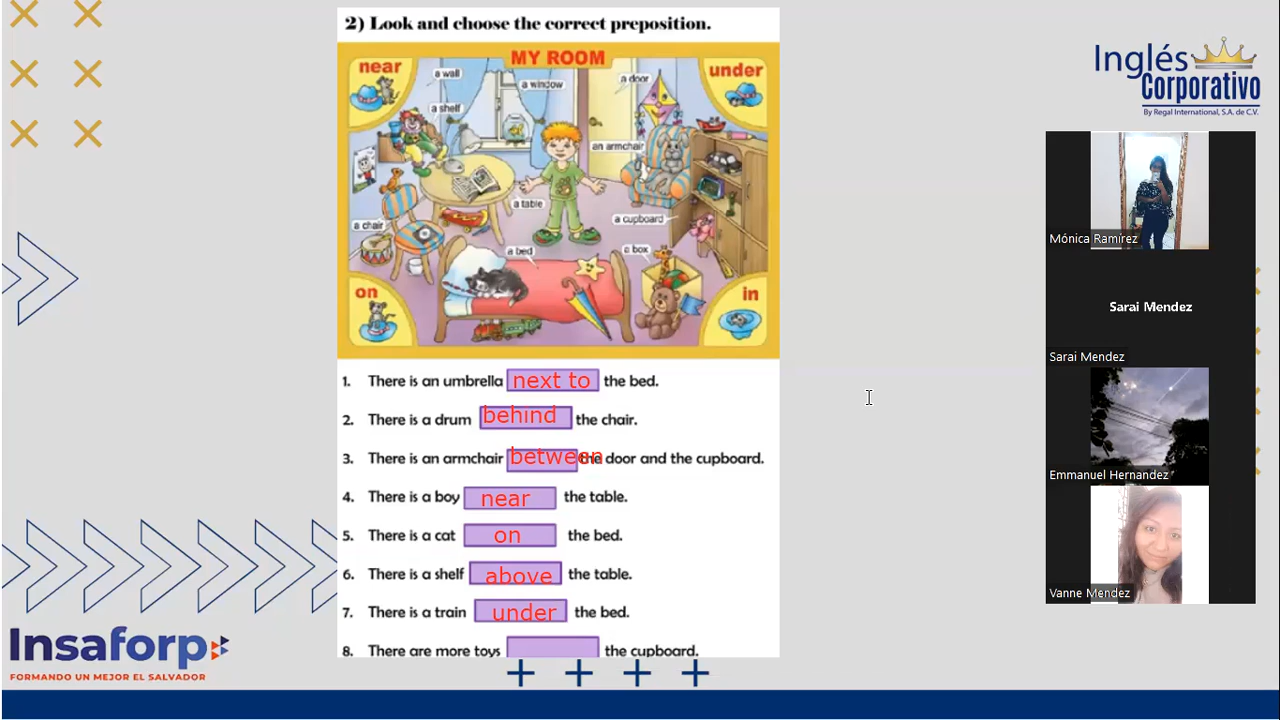 2) Look and choose the correct preposition.
MY ROOM
near
under
a wall
a window
a door
a shelf
an armchair
a table
a cupboard
a chair
a bed
a box
on
in
1. There is an umbrella next to the bed.
2. There is a drum behind the chair.
3. There is an armchair between the door and the cupboard.
4. There is a boy near the table.
5. There is a cat on the bed.
6. There is a shelf above the table.
7. There is a train under the bed.
8. There are more toys the cupboard.
Inglés
Corporativo
By Regal International, S.A. de C.V.
Mónica Ramírez
Sarai Mendez
Sarai Mendez
Emmanuel Hernandez
Vanne Mendez
Insaforp
FORMANDO UN MEJOR EL SALVADOR